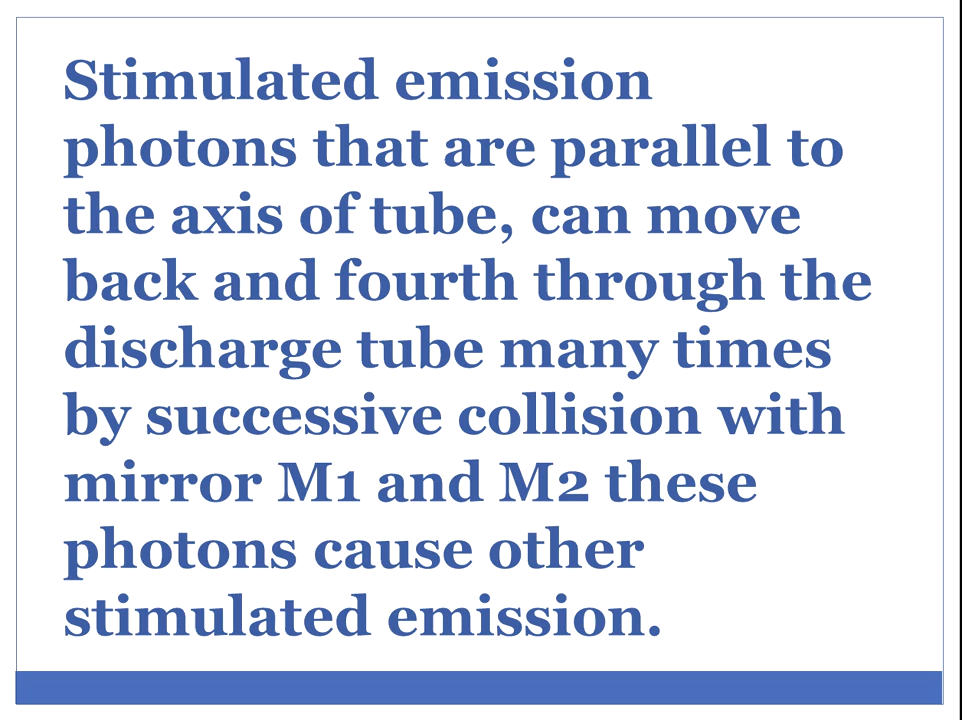 Stimulated emission
photons that are parallel to
the axis of tube, can move
back and fourth through the
discharge tube many times
by successive collision with
mirror M1 and M2 these
photons cause other
stimulated emission.